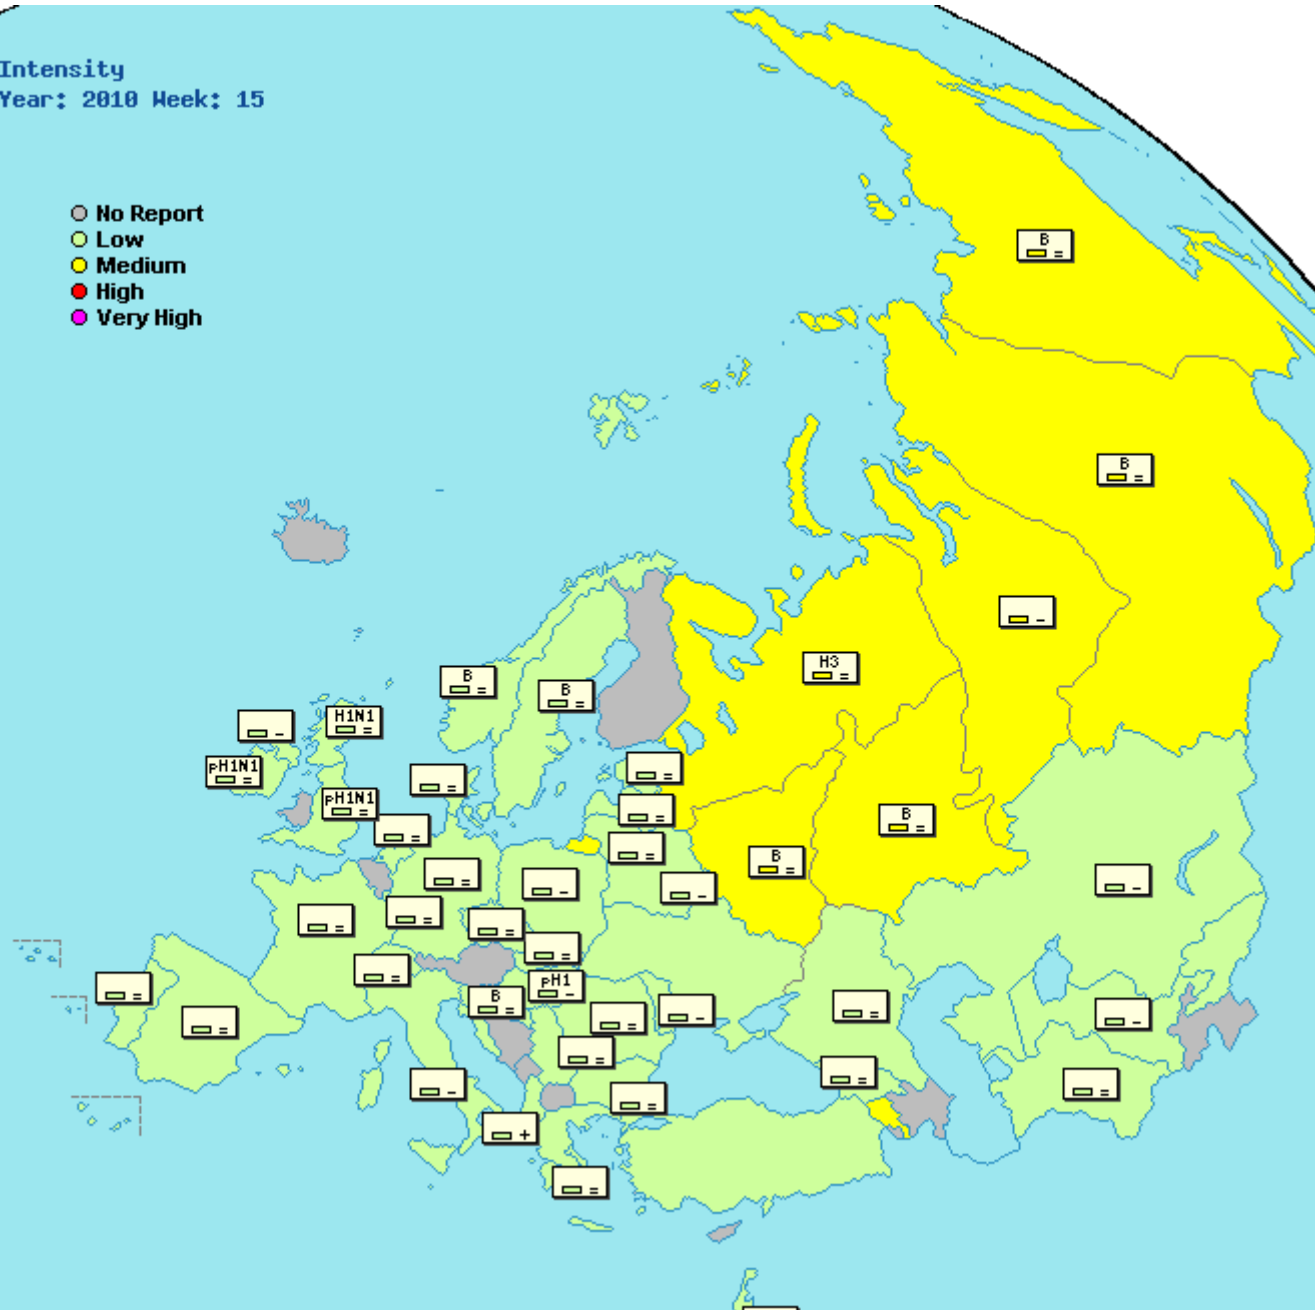 Intensity
Year: 2010 Week: 15
No Report
Low
Medium
High
Very High
B
=
B
=
-
H3
=
B
=
B
=
-
H1N1
=
B
=
B
=
pH1N1
=
pH1N1
=
=
=
=
=
=
=
-
-
=
=
=
=
=
=
pH1
-
B
=
=
=
=
-
=
-
=
=
-
+
=
=
-
-
=